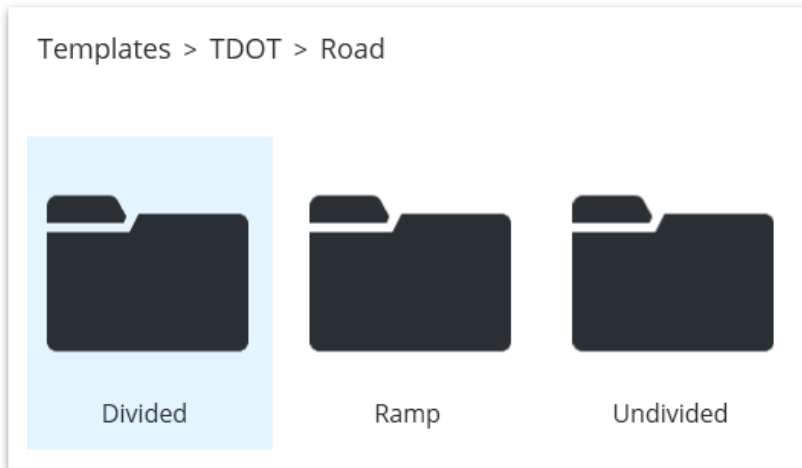 Templates > TDOT > Road
Divided
Ramp
Undivided